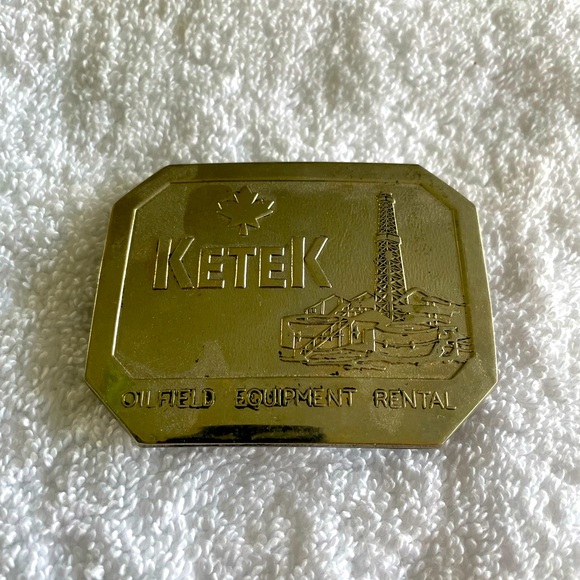 KETEK
OILFIELD EQUIPMENT RENTAL